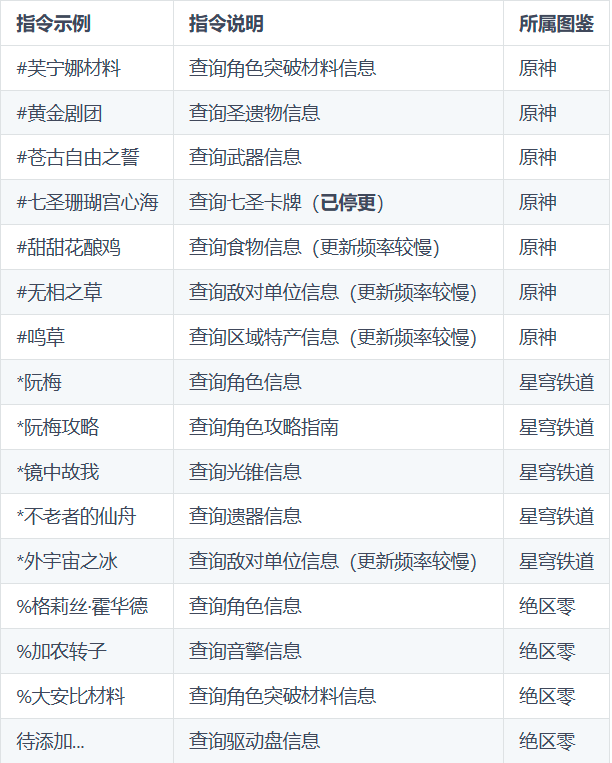 指令示例 指令说明 所属图鉴
#芙宁娜材料 查询角色突破材料信息 原神
#黄金剧团 查询圣遗物信息 原神
#苍古自由之誓 查询武器信息 原神
#七圣珊瑚宫心海 查询七圣卡牌（已停更） 原神
#甜甜花酿鸡 查询食物信息（更新频率较慢） 原神
#无相之草 查询敌对单位信息（更新频率较慢） 原神
#鸣草 查询区域特产信息（更新频率较慢） 原神
*阮梅 查询角色信息 星穹铁道
*阮梅攻略 查询角色攻略指南 星穹铁道
*镜中故我 查询光锥信息 星穹铁道
*不老者的仙舟 查询遗器信息 星穹铁道
*外宇宙之冰 查询敌对单位信息（更新频率较慢） 星穹铁道
%格莉丝·霍华德 查询角色信息 绝区零
%加农转子 查询音擎信息 绝区零
%大安比材料 查询角色突破材料信息 绝区零
待添加... 查询驱动盘信息 绝区零